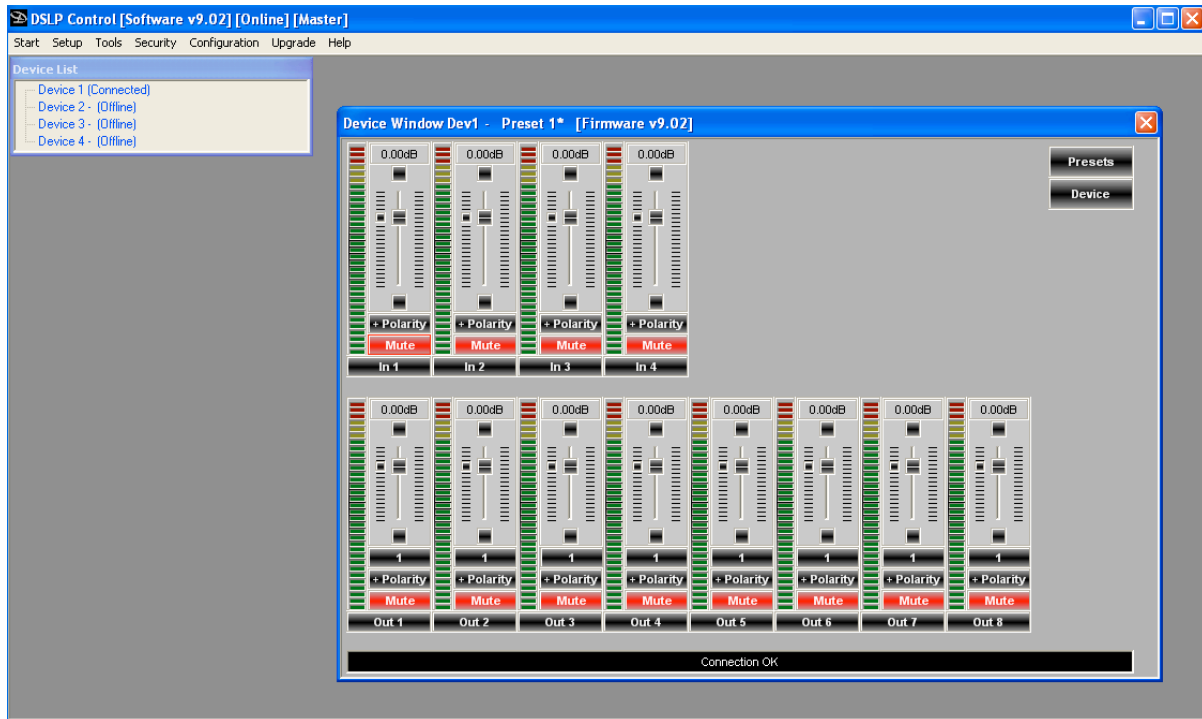 DSLP Control [Software v9.02] [Online] [Master]
Start Setup Tools Security Configuration Upgrade Help
Device List
Device 1 (Connected)
Device 2 - (Offline)
Device 3 - (Offline)
Device 4 - (Offline)
Device Window Dev1 - Preset 1* [Firmware v9.02]
0.00dB 0.00dB 0.00dB 0.00dB
Presets
Device
+ Polarity + Polarity + Polarity + Polarity
Mute Mute Mute Mute
In 1 In 2 In 3 In 4
0.00dB 0.00dB 0.00dB 0.00dB 0.00dB 0.00dB 0.00dB 0.00dB
1 1 1 1 1 1 1 1
+ Polarity + Polarity + Polarity + Polarity + Polarity + Polarity + Polarity + Polarity
Mute Mute Mute Mute Mute Mute Mute Mute
Out 1 Out 2 Out 3 Out 4 Out 5 Out 6 Out 7 Out 8
Connection OK